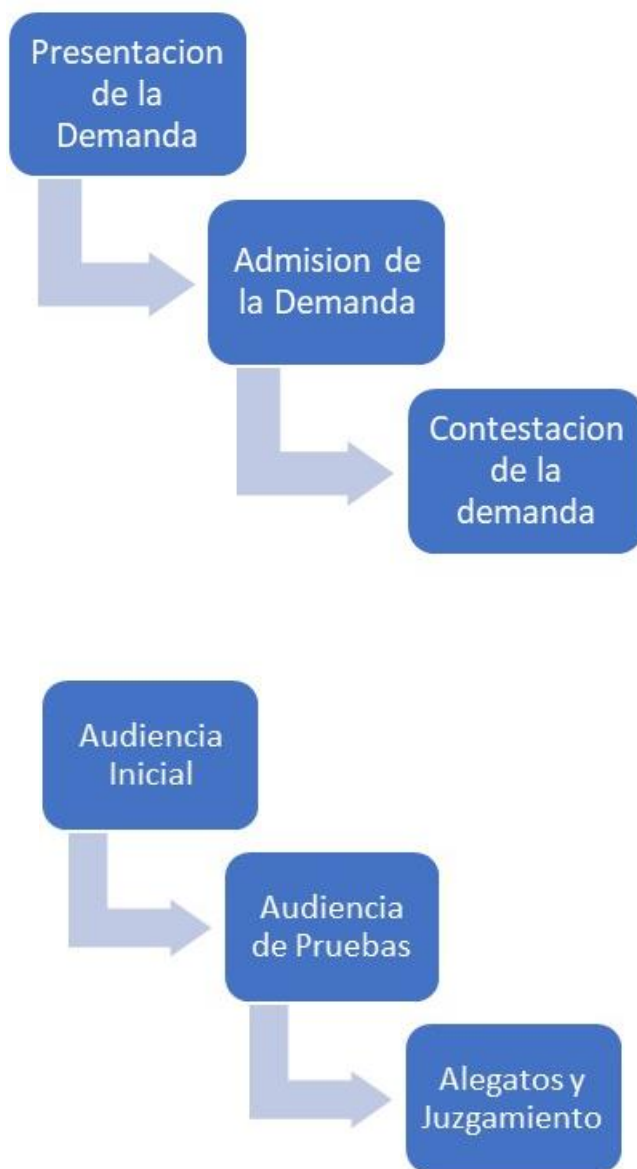 Presentacion
de la
Demanda
Admision de
la Demanda
Contestacion
de la
demanda
Audiencia
Inicial
Audiencia
de Pruebas
Alegatos y
Juzgamiento